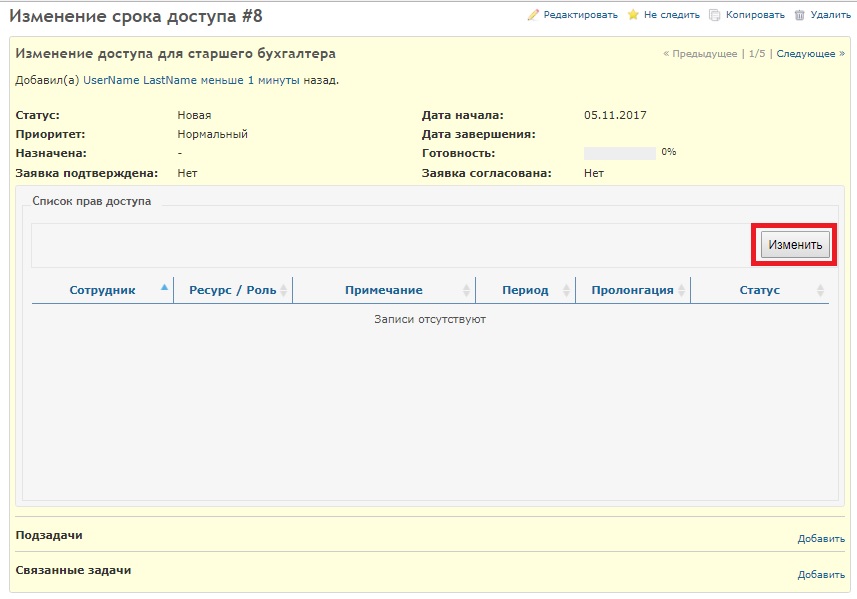 Изменение срока доступа #8
Редактировать Не следить Копировать Удалить
Изменение доступа для старшего бухгалтера
« Предыдущее | 1/5 | Следующее »
Добавил(а) UserName LastName меньше 1 минуты назад.
Статус: Новая Дата начала: 05.11.2017
Приоритет: Нормальный Дата завершения:
Назначена: - Готовность: 0%
Заявка подтверждена: Нет Заявка согласована: Нет
Список прав доступа
Изменить
Сотрудник Ресурс / Роль Примечание Период Пролонгация Статус
Записи отсутствуют
Подзадачи Добавить
Связанные задачи Добавить